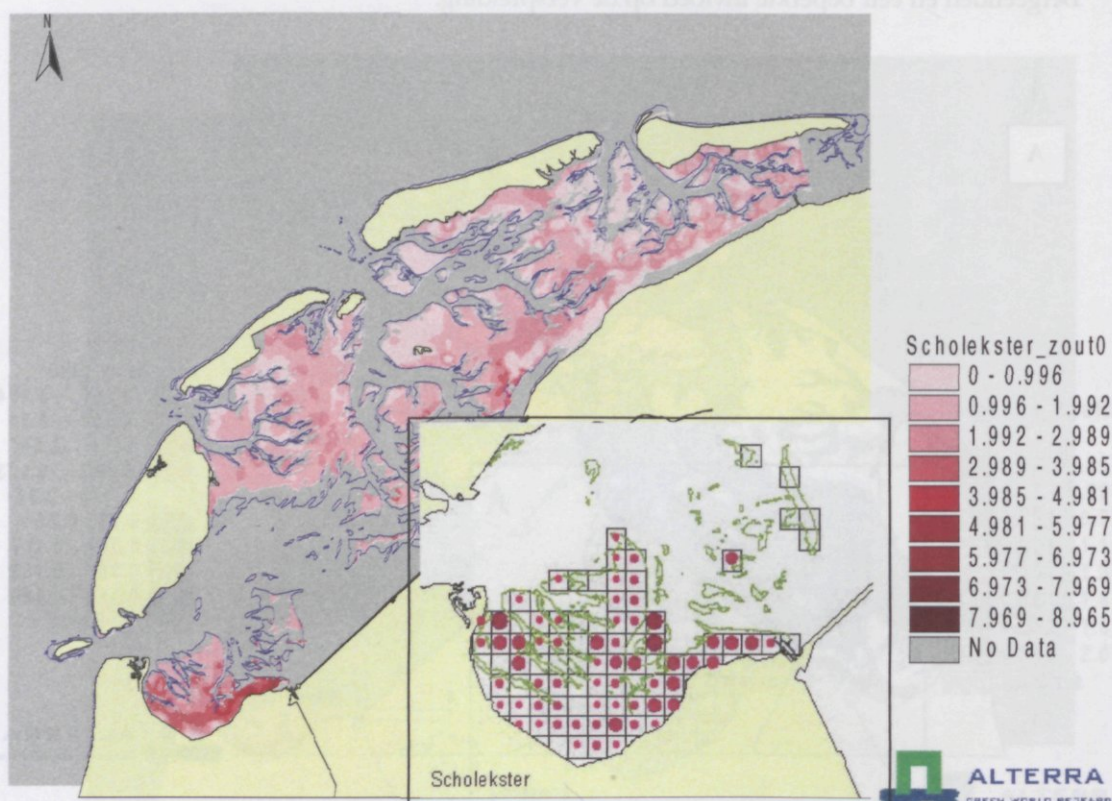 N
Scholekster_zout0
0 - 0.996
0.996 - 1.992
1.992 - 2.989
2.989 - 3.985
3.985 - 4.981
4.981 - 5.977
5.977 - 6.973
6.973 - 7.969
7.969 - 8.965
No Data
Scholekster
ALTERRA